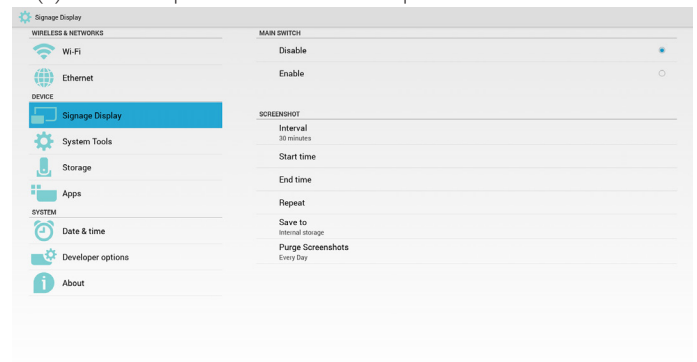 Signage Display
WIRELESS & NETWORKS
Wi-Fi
Ethernet
DEVICE
Signage Display
System Tools
Storage
Apps
SYSTEM
Date & time
Developer options
About
MAIN SWITCH
Disable
Enable
SCREENSHOT
Interval
30 minutes
Start time
End time
Repeat
Save to
Internal storage
Purge Screenshots
Every Day